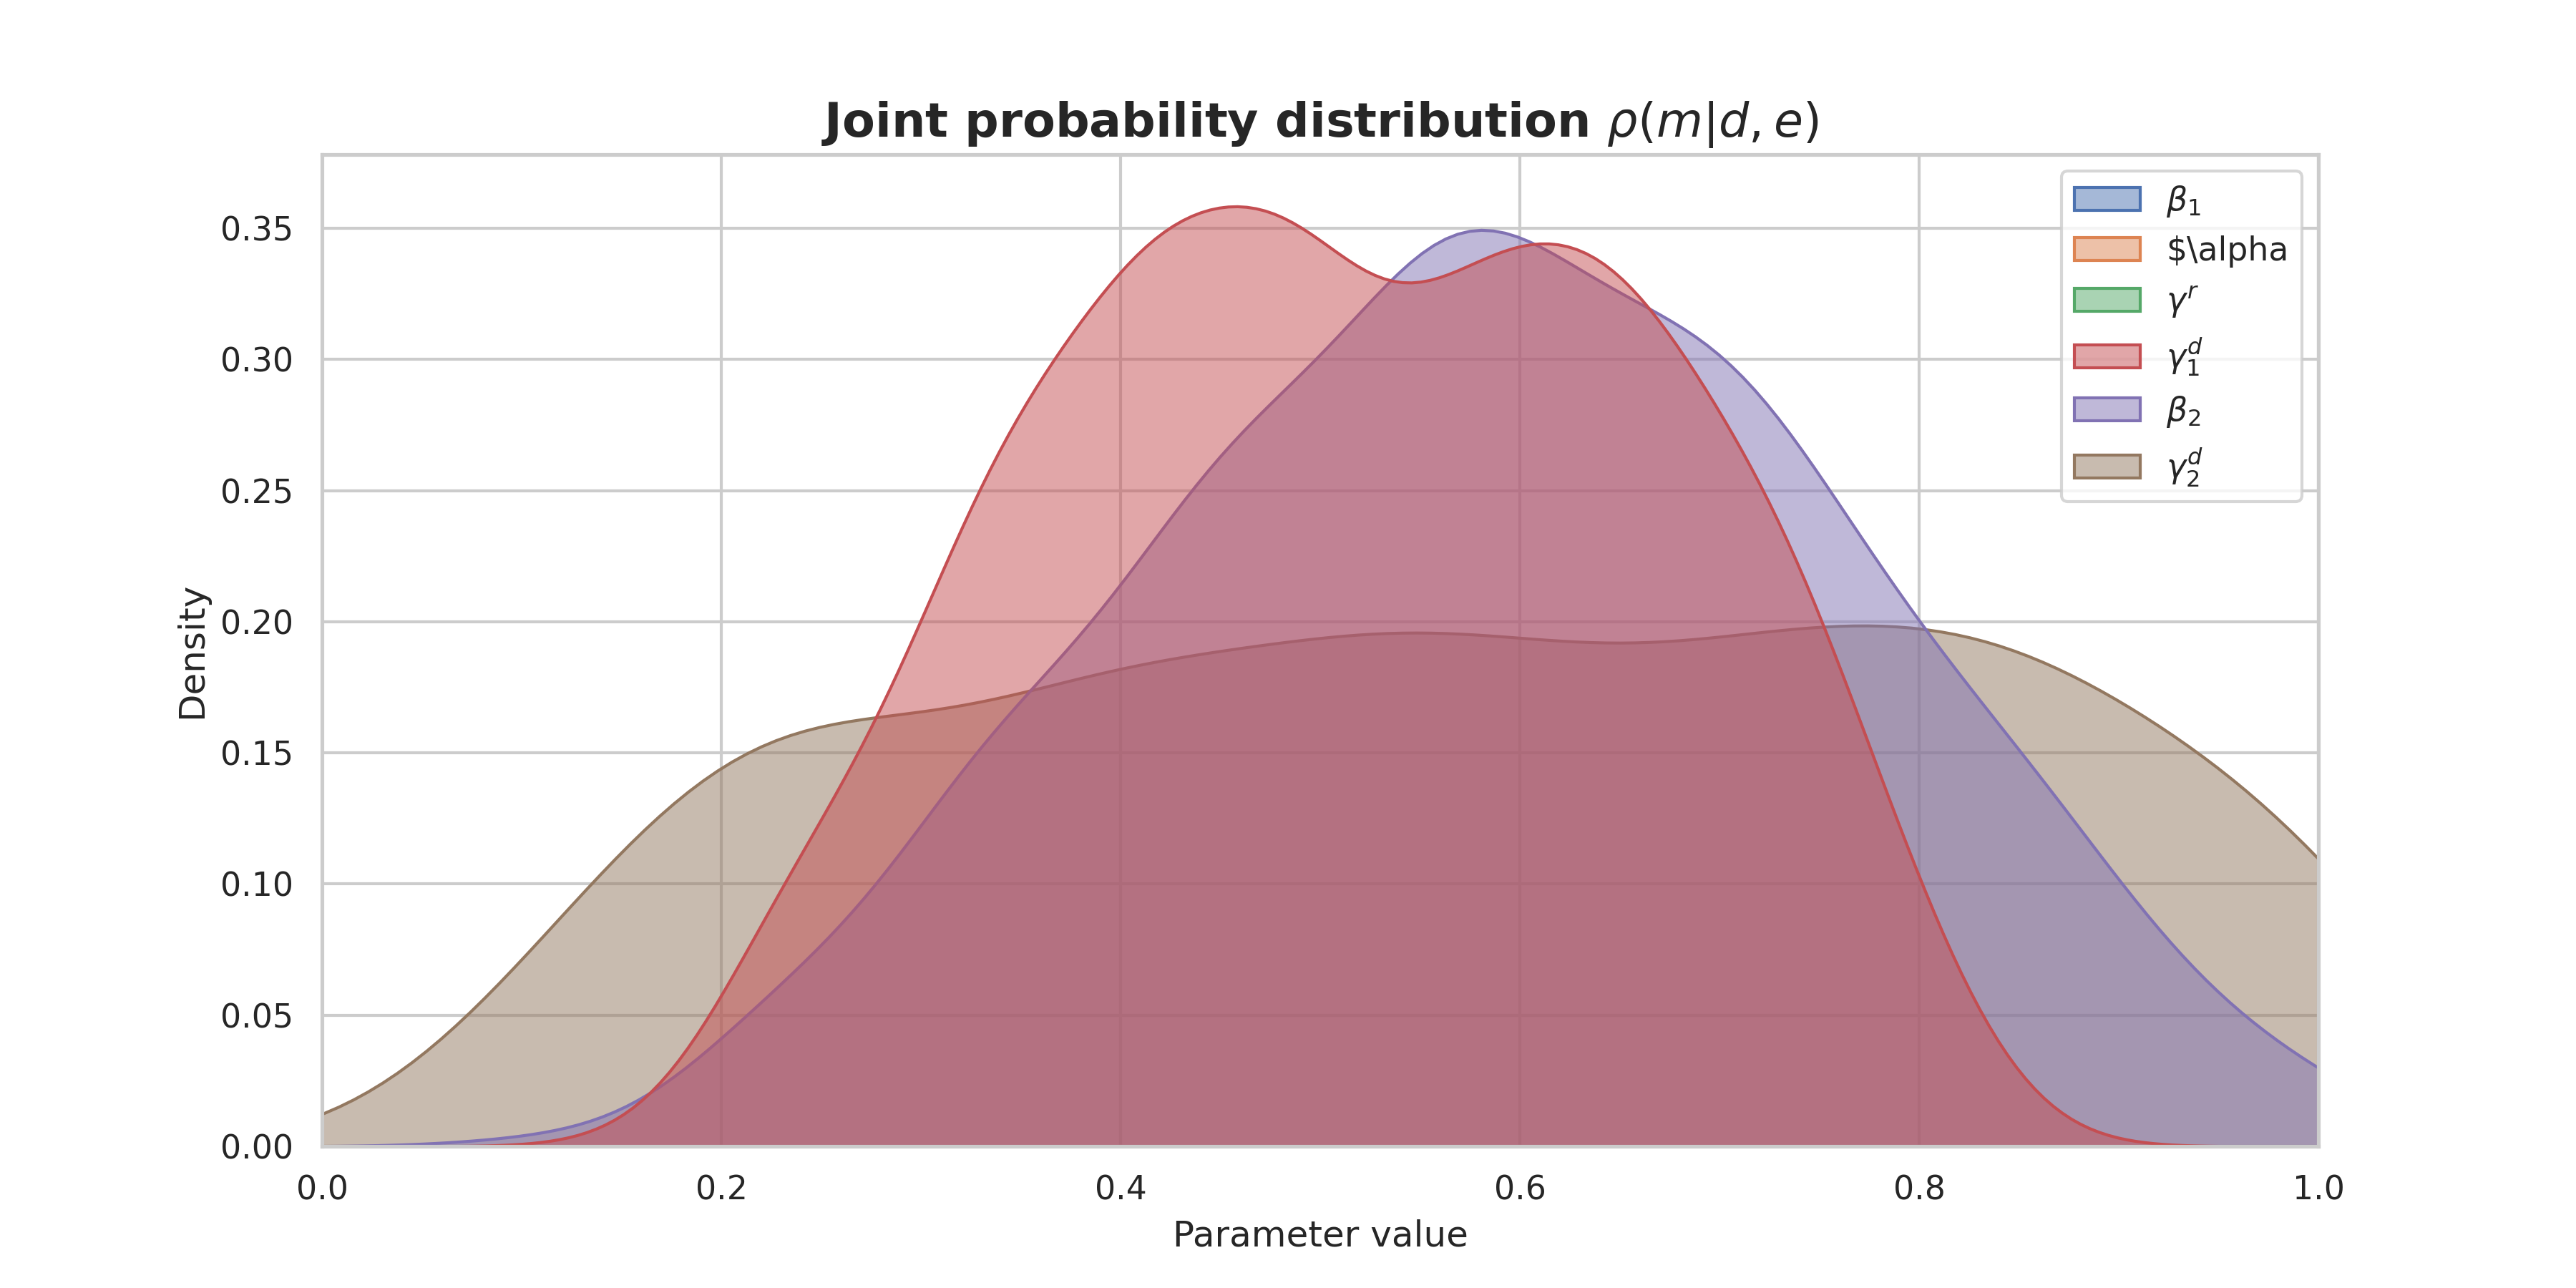 Joint probability distribution ρ(m|d, e)
β₁
$\alpha
γʳ
γ₁ᵈ
β₂
γ₂ᵈ
0.35
0.30
0.25
0.20
0.15
0.10
0.05
0.00
Density
0.0 0.2 0.4 0.6 0.8 1.0
Parameter value